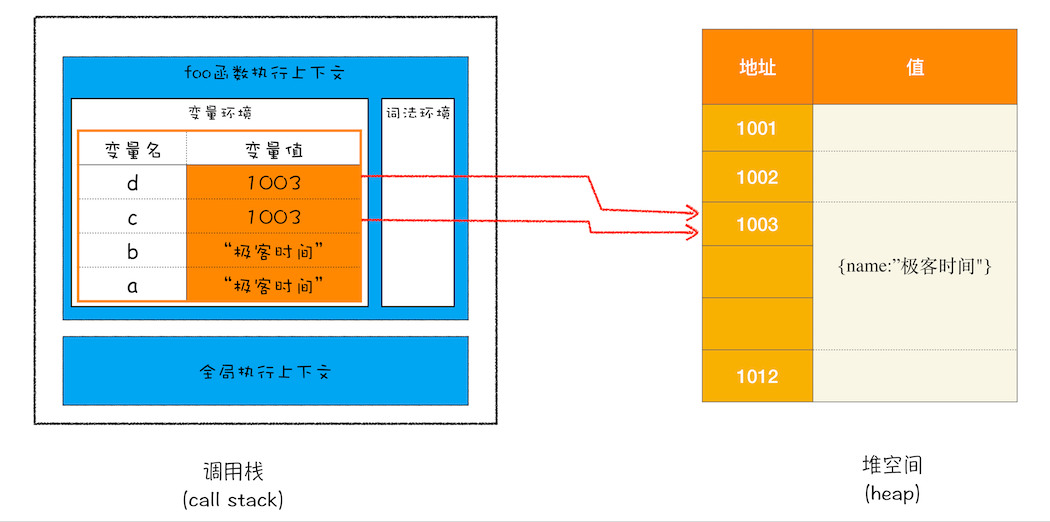 foo函数执行上下文
变量环境
词法环境
变量名 变量值
d 1003
c 1003
b “极客时间”
a “极客时间”
全局执行上下文
调用栈
(call stack)
地址 值
1001
1002
1003
{name:”极客时间"}
1012
堆空间
(heap)